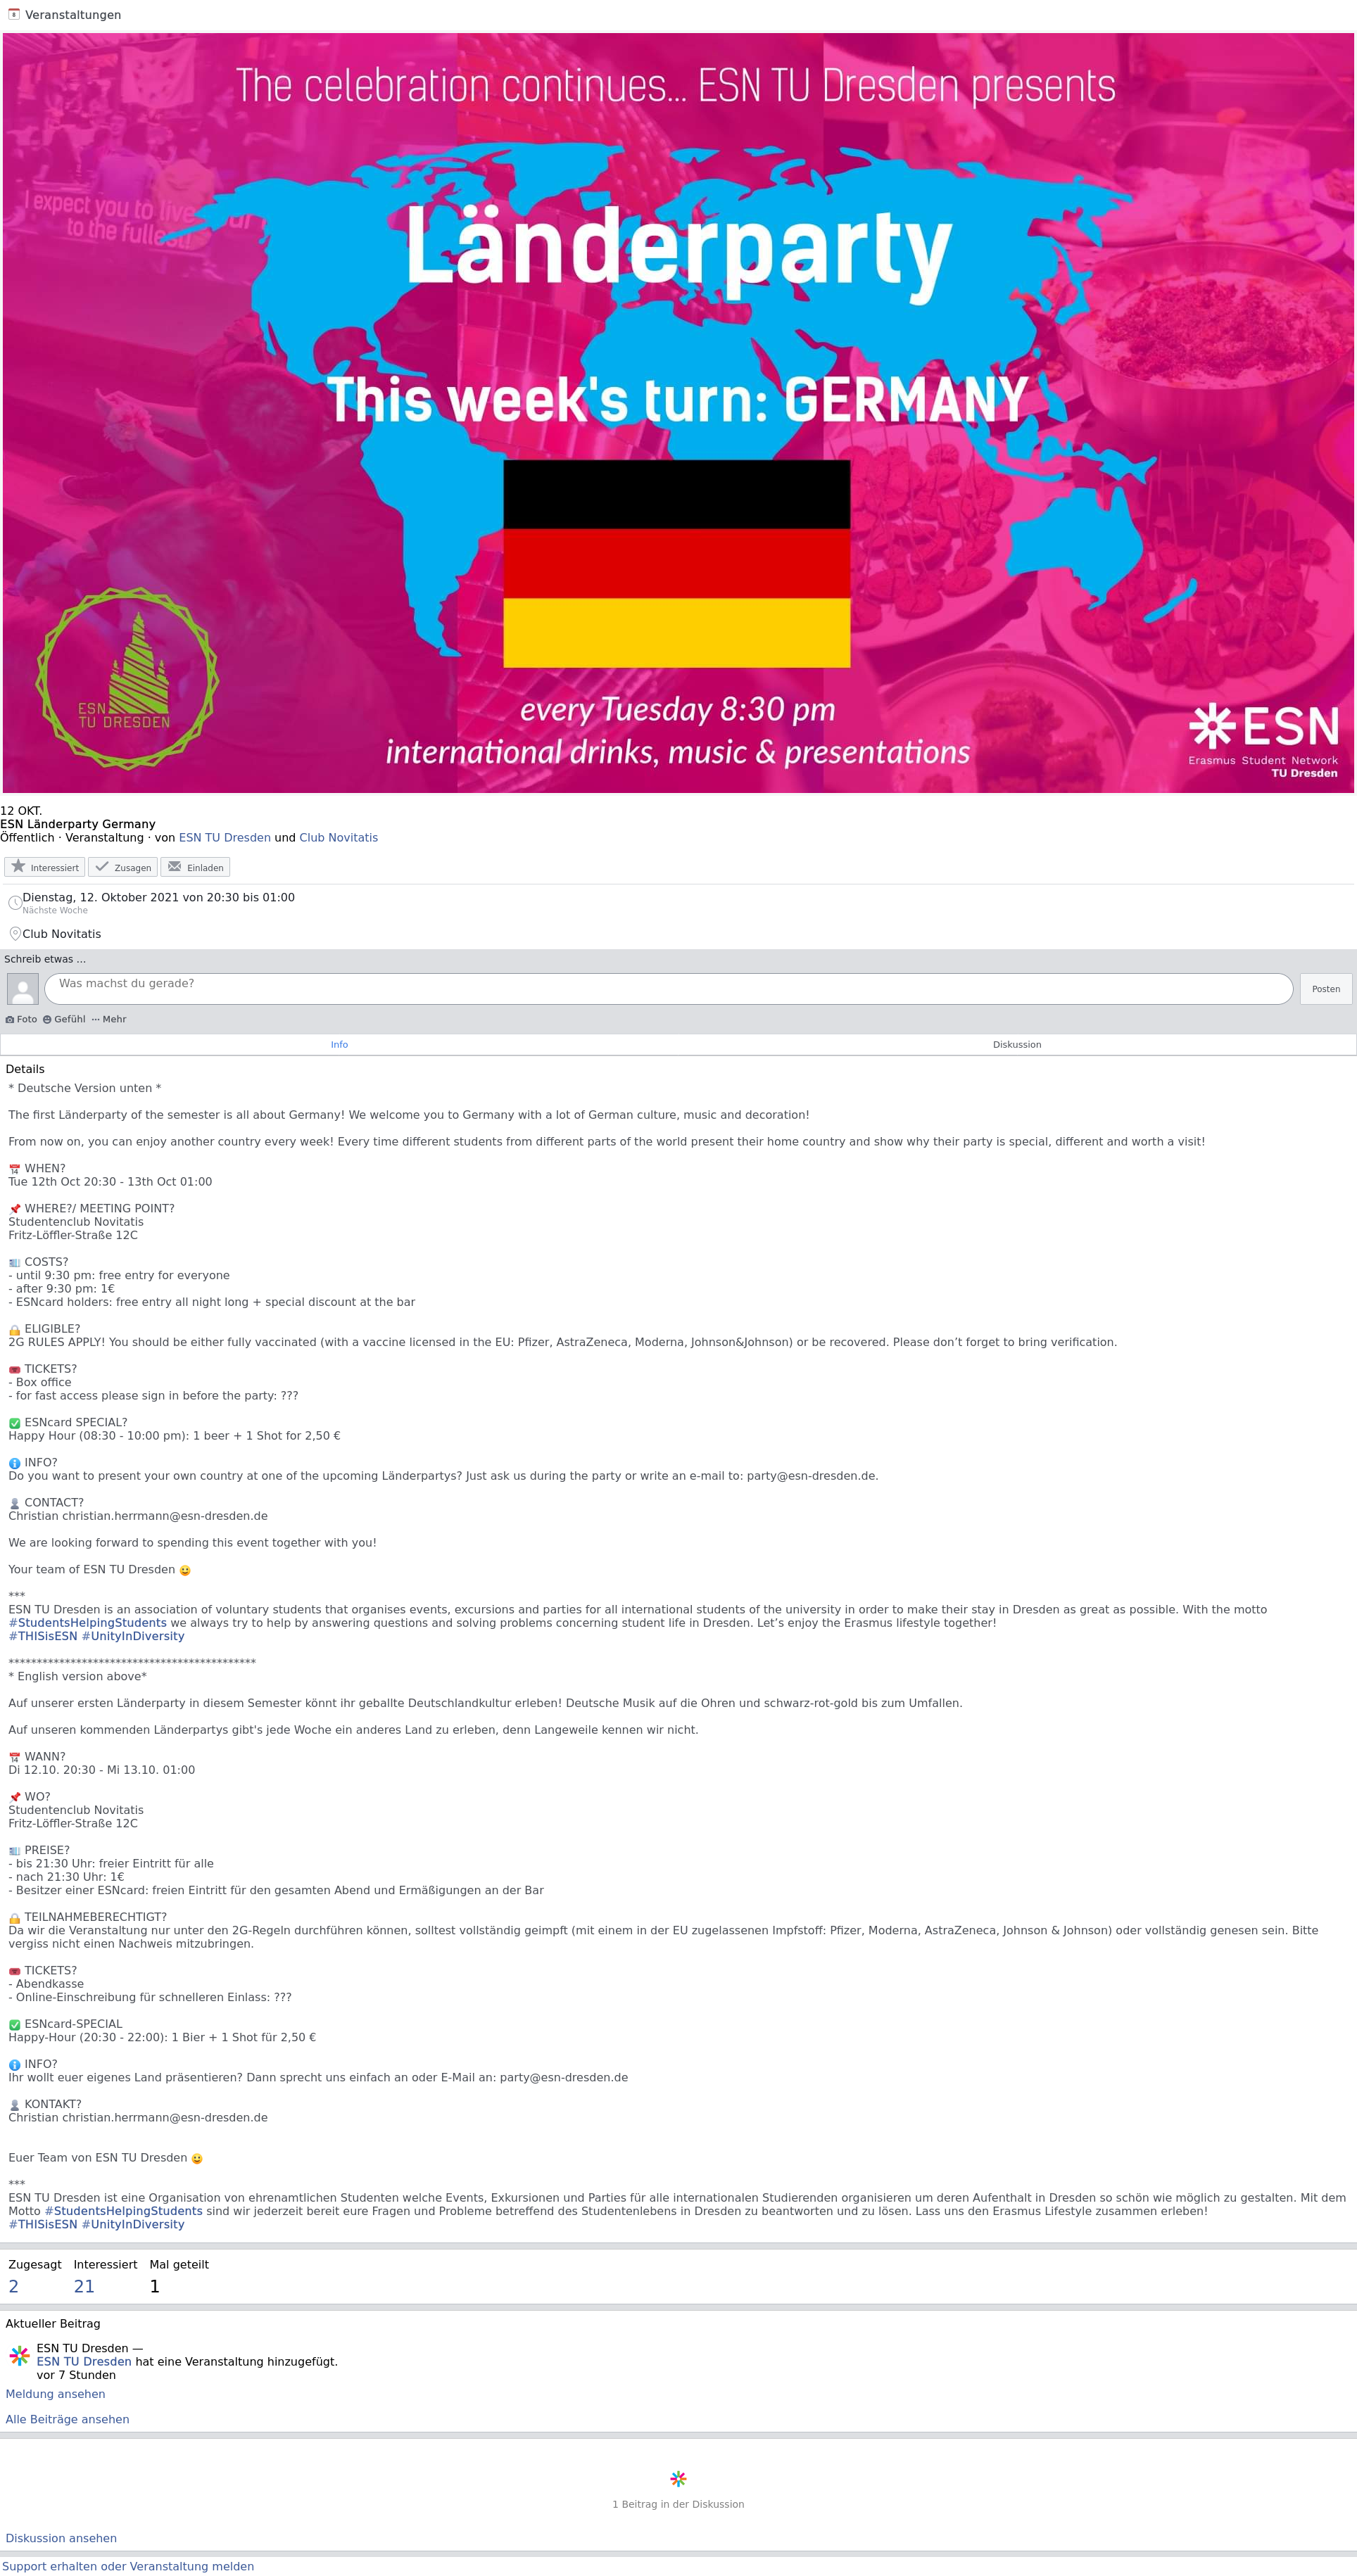 Veranstaltungen
The celebration continues... ESN TU Dresden presents
I expect you to live your
to the fullest!
Länderparty
This week's turn: GERMANY
ESN
TU DRESDEN
every Tuesday 8:30 pm
international drinks, music & presentations
ESN
Erasmus Student Network
TU Dresden
12 OKT.
ESN Länderparty Germany
Öffentlich · Veranstaltung · von ESN TU Dresden und Club Novitatis
Interessiert Zusagen Einladen
Dienstag, 12. Oktober 2021 von 20:30 bis 01:00
Nächste Woche
Club Novitatis
Schreib etwas ...
Was machst du gerade?
Posten
Foto Gefühl Mehr
Info Diskussion
Details
* Deutsche Version unten *
The first Länderparty of the semester is all about Germany! We welcome you to Germany with a lot of German culture, music and decoration!
From now on, you can enjoy another country every week! Every time different students from different parts of the world present their home country and show why their party is special, different and worth a visit!
📅 WHEN?
Tue 12th Oct 20:30 - 13th Oct 01:00
📌 WHERE?/ MEETING POINT?
Studentenclub Novitatis
Fritz-Löffler-Straße 12C
💶 COSTS?
- until 9:30 pm: free entry for everyone
- after 9:30 pm: 1€
- ESNcard holders: free entry all night long + special discount at the bar
🔒 ELIGIBLE?
2G RULES APPLY! You should be either fully vaccinated (with a vaccine licensed in the EU: Pfizer, AstraZeneca, Moderna, Johnson&Johnson) or be recovered. Please don’t forget to bring verification.
🎟 TICKETS?
- Box office
- for fast access please sign in before the party: ???
✅ ESNcard SPECIAL?
Happy Hour (08:30 - 10:00 pm): 1 beer + 1 Shot for 2,50 €
ℹ INFO?
Do you want to present your own country at one of the upcoming Länderpartys? Just ask us during the party or write an e-mail to: party@esn-dresden.de.
👤 CONTACT?
Christian christian.herrmann@esn-dresden.de
We are looking forward to spending this event together with you!
Your team of ESN TU Dresden 😀
***
ESN TU Dresden is an association of voluntary students that organises events, excursions and parties for all international students of the university in order to make their stay in Dresden as great as possible. With the motto
#StudentsHelpingStudents we always try to help by answering questions and solving problems concerning student life in Dresden. Let’s enjoy the Erasmus lifestyle together!
#THISisESN #UnityInDiversity
********************************************
* English version above*
Auf unserer ersten Länderparty in diesem Semester könnt ihr geballte Deutschlandkultur erleben! Deutsche Musik auf die Ohren und schwarz-rot-gold bis zum Umfallen.
Auf unseren kommenden Länderpartys gibt's jede Woche ein anderes Land zu erleben, denn Langeweile kennen wir nicht.
📅 WANN?
Di 12.10. 20:30 - Mi 13.10. 01:00
📌 WO?
Studentenclub Novitatis
Fritz-Löffler-Straße 12C
💶 PREISE?
- bis 21:30 Uhr: freier Eintritt für alle
- nach 21:30 Uhr: 1€
- Besitzer einer ESNcard: freien Eintritt für den gesamten Abend und Ermäßigungen an der Bar
🔒 TEILNAHMEBERECHTIGT?
Da wir die Veranstaltung nur unter den 2G-Regeln durchführen können, solltest vollständig geimpft (mit einem in der EU zugelassenen Impfstoff: Pfizer, Moderna, AstraZeneca, Johnson & Johnson) oder vollständig genesen sein. Bitte
vergiss nicht einen Nachweis mitzubringen.
🎟 TICKETS?
- Abendkasse
- Online-Einschreibung für schnelleren Einlass: ???
✅ ESNcard-SPECIAL
Happy-Hour (20:30 - 22:00): 1 Bier + 1 Shot für 2,50 €
ℹ INFO?
Ihr wollt euer eigenes Land präsentieren? Dann sprecht uns einfach an oder E-Mail an: party@esn-dresden.de
👤 KONTAKT?
Christian christian.herrmann@esn-dresden.de
Euer Team von ESN TU Dresden 😀
***
ESN TU Dresden ist eine Organisation von ehrenamtlichen Studenten welche Events, Exkursionen und Parties für alle internationalen Studierenden organisieren um deren Aufenthalt in Dresden so schön wie möglich zu gestalten. Mit dem
Motto #StudentsHelpingStudents sind wir jederzeit bereit eure Fragen und Probleme betreffend des Studentenlebens in Dresden zu beantworten und zu lösen. Lass uns den Erasmus Lifestyle zusammen erleben!
#THISisESN #UnityInDiversity
Zugesagt Interessiert Mal geteilt
2 21 1
Aktueller Beitrag
ESN TU Dresden —
ESN TU Dresden hat eine Veranstaltung hinzugefügt.
vor 7 Stunden
Meldung ansehen
Alle Beiträge ansehen
1 Beitrag in der Diskussion
Diskussion ansehen
Support erhalten oder Veranstaltung melden